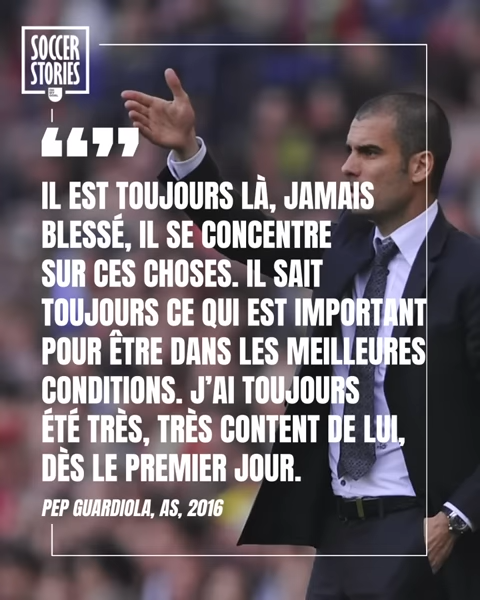 SOCCER
STORIES
IL EST TOUJOURS LÀ, JAMAIS
BLESSÉ, IL SE CONCENTRE
SUR CES CHOSES. IL SAIT
TOUJOURS CE QUI EST IMPORTANT
POUR ÊTRE DANS LES MEILLEURES
CONDITIONS. J’AI TOUJOURS
ÉTÉ TRÈS, TRÈS CONTENT DE LUI,
DÈS LE PREMIER JOUR.
PEP GUARDIOLA, AS, 2016